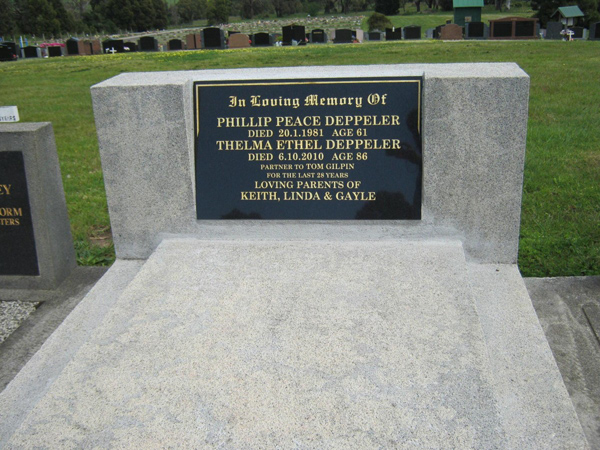 In Loving Memory Of
PHILLIP PEACE DEPPELER
DIED 20.1.1981 AGE 61
THELMA ETHEL DEPPELER
DIED 6.10.2010 AGE 86
PARTNER TO TOM GILPIN
FOR THE LAST 28 YEARS
LOVING PARENTS OF
KEITH, LINDA & GAYLE